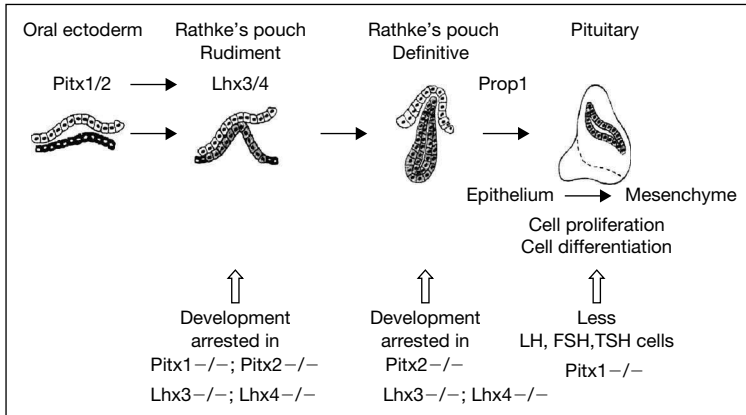 Oral ectoderm
Rathke's pouch
Rudiment
Rathke's pouch
Definitive
Pituitary
Pitx1/2
Lhx3/4
Prop1
Epithelium
Mesenchyme
Cell proliferation
Cell differentiation
Development
arrested in
Pitx1−/−; Pitx2−/−
Lhx3−/−; Lhx4−/−
Development
arrested in
Pitx2−/−
Lhx3−/−; Lhx4−/−
Less
LH, FSH,TSH cells
Pitx1−/−